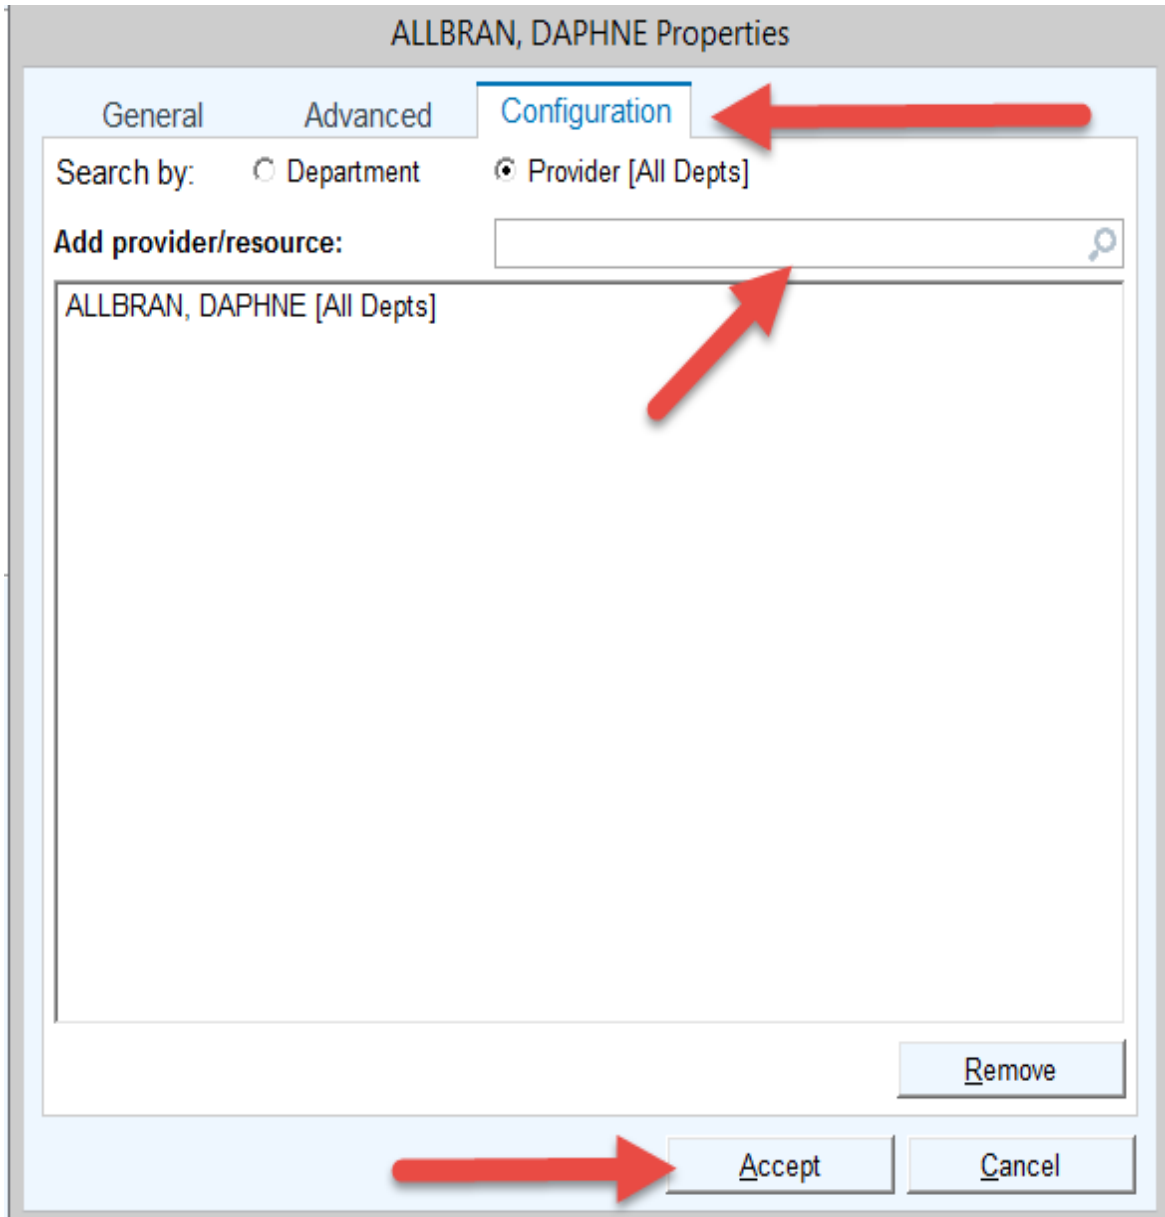 ALLBRAN, DAPHNE Properties
General Advanced Configuration
Search by: Department Provider [All Depts]
Add provider/resource:
ALLBRAN, DAPHNE [All Depts]
Remove
Accept Cancel